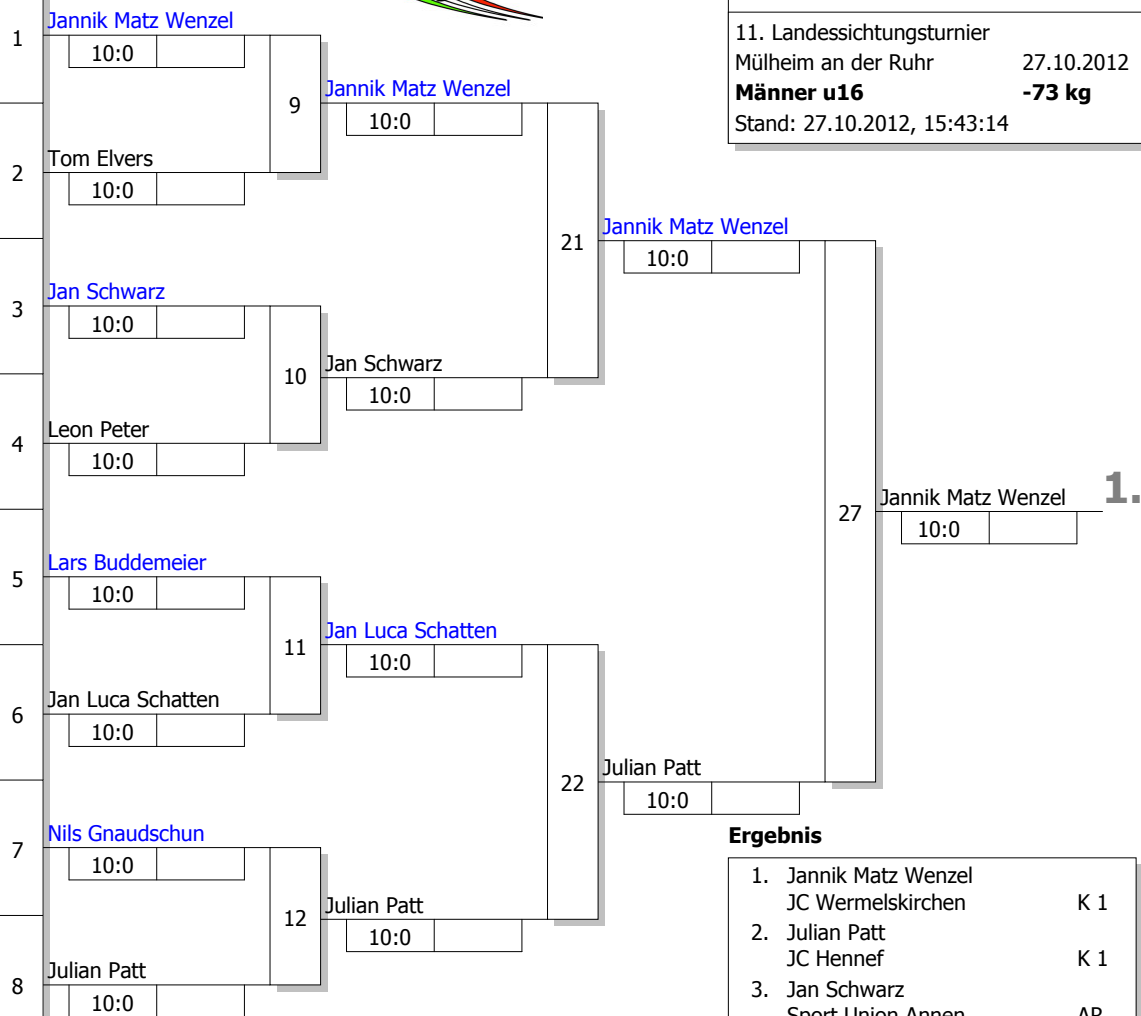 11. Landessichtungsturnier
Mülheim an der Ruhr 27.10.2012
Männer u16 -73 kg
Stand: 27.10.2012, 15:43:14
1
Jannik Matz Wenzel
10:0
2
Tom Elvers
10:0
3
Jan Schwarz
10:0
4
Leon Peter
10:0
5
Lars Buddemeier
10:0
6
Jan Luca Schatten
10:0
7
Nils Gnaudschun
10:0
8
Julian Patt
10:0
9
Jannik Matz Wenzel
10:0
10
Jan Schwarz
10:0
11
Jan Luca Schatten
10:0
12
Julian Patt
10:0
21
Jannik Matz Wenzel
10:0
22
Julian Patt
10:0
27
Jannik Matz Wenzel
10:0
1.
Ergebnis
1. Jannik Matz Wenzel
JC Wermelskirchen K 1
2. Julian Patt
JC Hennef K 1
3. Jan Schwarz
Sport Union Annen AR